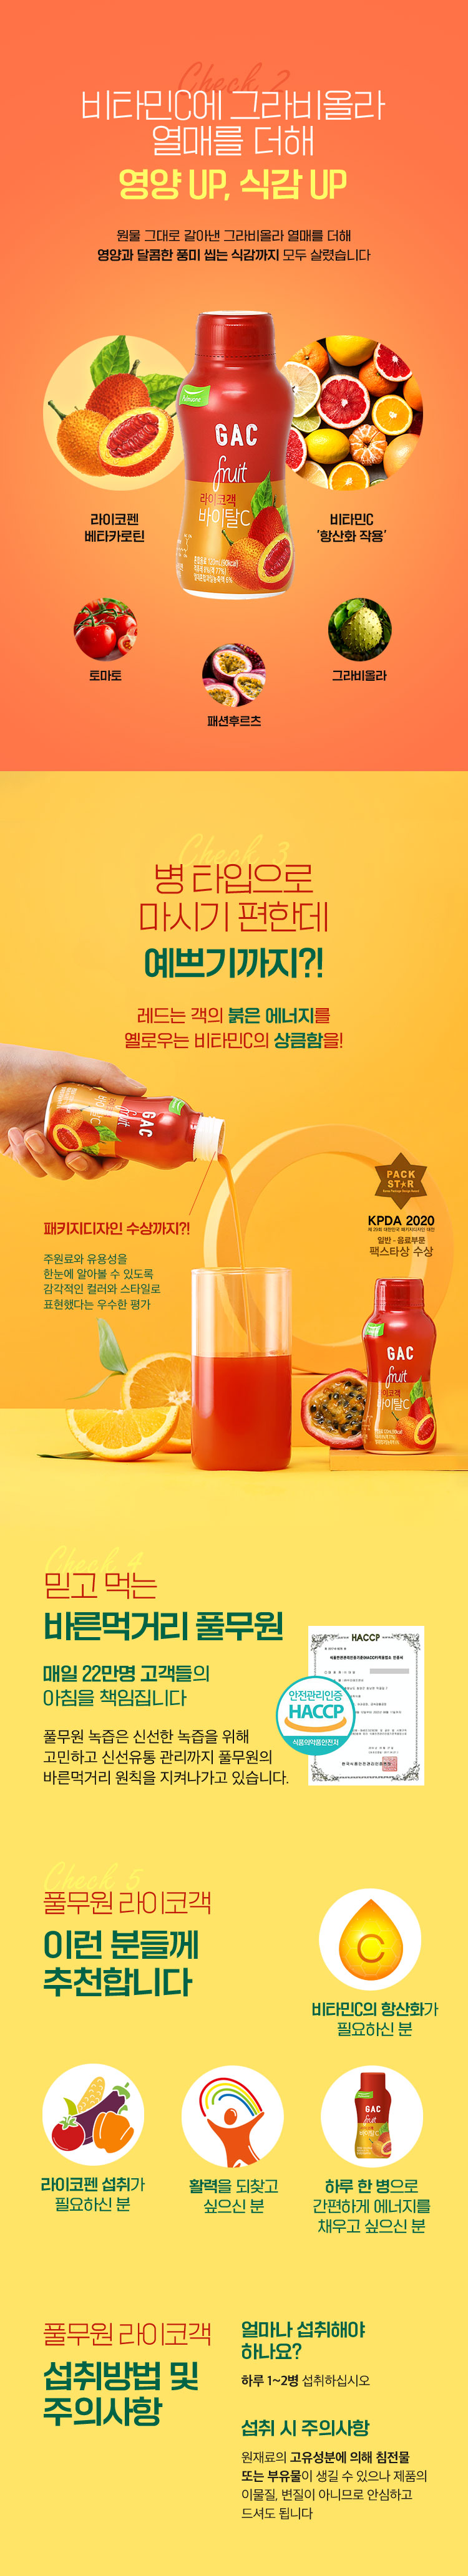 Check 2
비타민C에 그라비올라
열매를 더해
영양 UP, 식감 UP
원물 그대로 갈아낸 그라비올라 열매를 더해
영양과 달콤한 풍미 씹는 식감까지 모두 살렸습니다
Pulmuone
GAC
fruit
라이코객
바이탈C
라이코펜
베타카로틴
비타민C
'항산화 작용'
토마토
그라비올라
패션후르츠
Check 3
병 타입으로
마시기 편한데
예쁘기까지?!
레드는 객의 붉은 에너지를
옐로우는 비타민C의 상큼함을!
GAC
fruit
PACK
STAR
KPDA 2020
일반 - 음료부문
팩스타상 수상
패키지디자인 수상까지?!
주원료와 유용성을
한눈에 알아볼 수 있도록
감각적인 컬러와 스타일로
표현했다는 우수한 평가
GAC
fruit
라이코객
바이탈C
Check 4
믿고 먹는
바른먹거리 풀무원
매일 22만명 고객들의
아침을 책임집니다
풀무원 녹즙은 신선한 녹즙을 위해
고민하고 신선유통 관리까지 풀무원의
바른먹거리 원칙을 지켜나가고 있습니다.
HACCP
안전관리인증
HACCP
식품의약품안전처
Check 5
풀무원 라이코객
이런 분들께
추천합니다
C
비타민C의 항산화가
필요하신 분
GAC
fruit
라이코펜 섭취가
필요하신 분
활력을 되찾고
싶으신 분
하루 한 병으로
간편하게 에너지를
채우고 싶으신 분
풀무원 라이코객
섭취방법 및
주의사항
얼마나 섭취해야
하나요?
하루 1~2병 섭취하십시오
섭취 시 주의사항
원재료의 고유성분에 의해 침전물
또는 부유물이 생길 수 있으나 제품의
이물질, 변질이 아니므로 안심하고
드셔도 됩니다